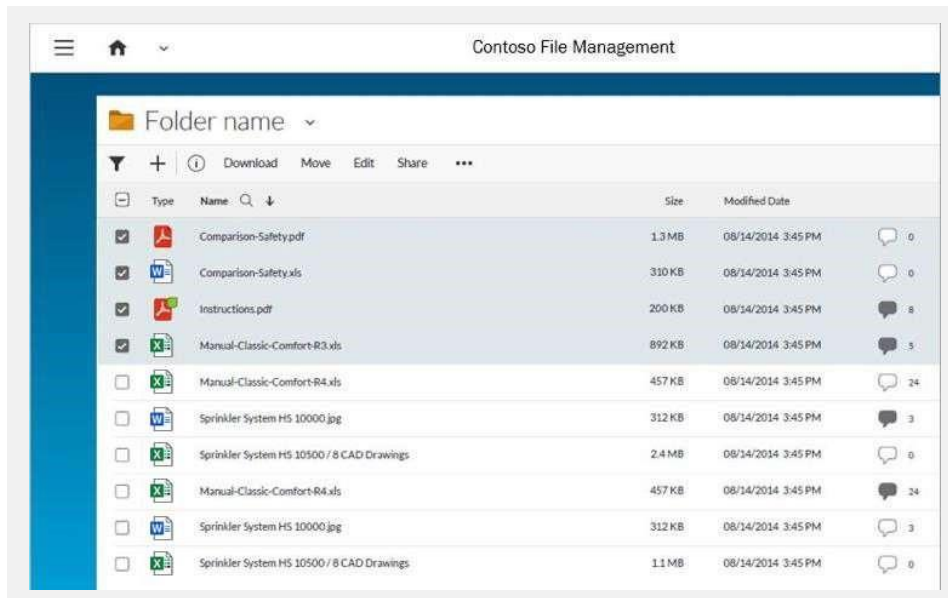 Contoso File Management
Folder name
Download Move Edit Share
Type Name Size Modified Date
Comparison-Safety.pdf 1.3 MB 08/14/2014 3:45 PM 0
Comparison-Safety.xls 310 KB 08/14/2014 3:45 PM 0
Instructions.pdf 200 KB 08/14/2014 3:45 PM 8
Manual-Classic-Comfort-R3.xls 892 KB 08/14/2014 3:45 PM 5
Manual-Classic-Comfort-R4.xls 457 KB 08/14/2014 3:45 PM 24
Sprinkler System HS 10000.jpg 312 KB 08/14/2014 3:45 PM 3
Sprinkler System HS 10500 / 8 CAD Drawings 2.4 MB 08/14/2014 3:45 PM 0
Manual-Classic-Comfort-R4.xls 457 KB 08/14/2014 3:45 PM 24
Sprinkler System HS 10000.jpg 312 KB 08/14/2014 3:45 PM 3
Sprinkler System HS 10500 / 8 CAD Drawings 1.1 MB 08/14/2014 3:45 PM 0